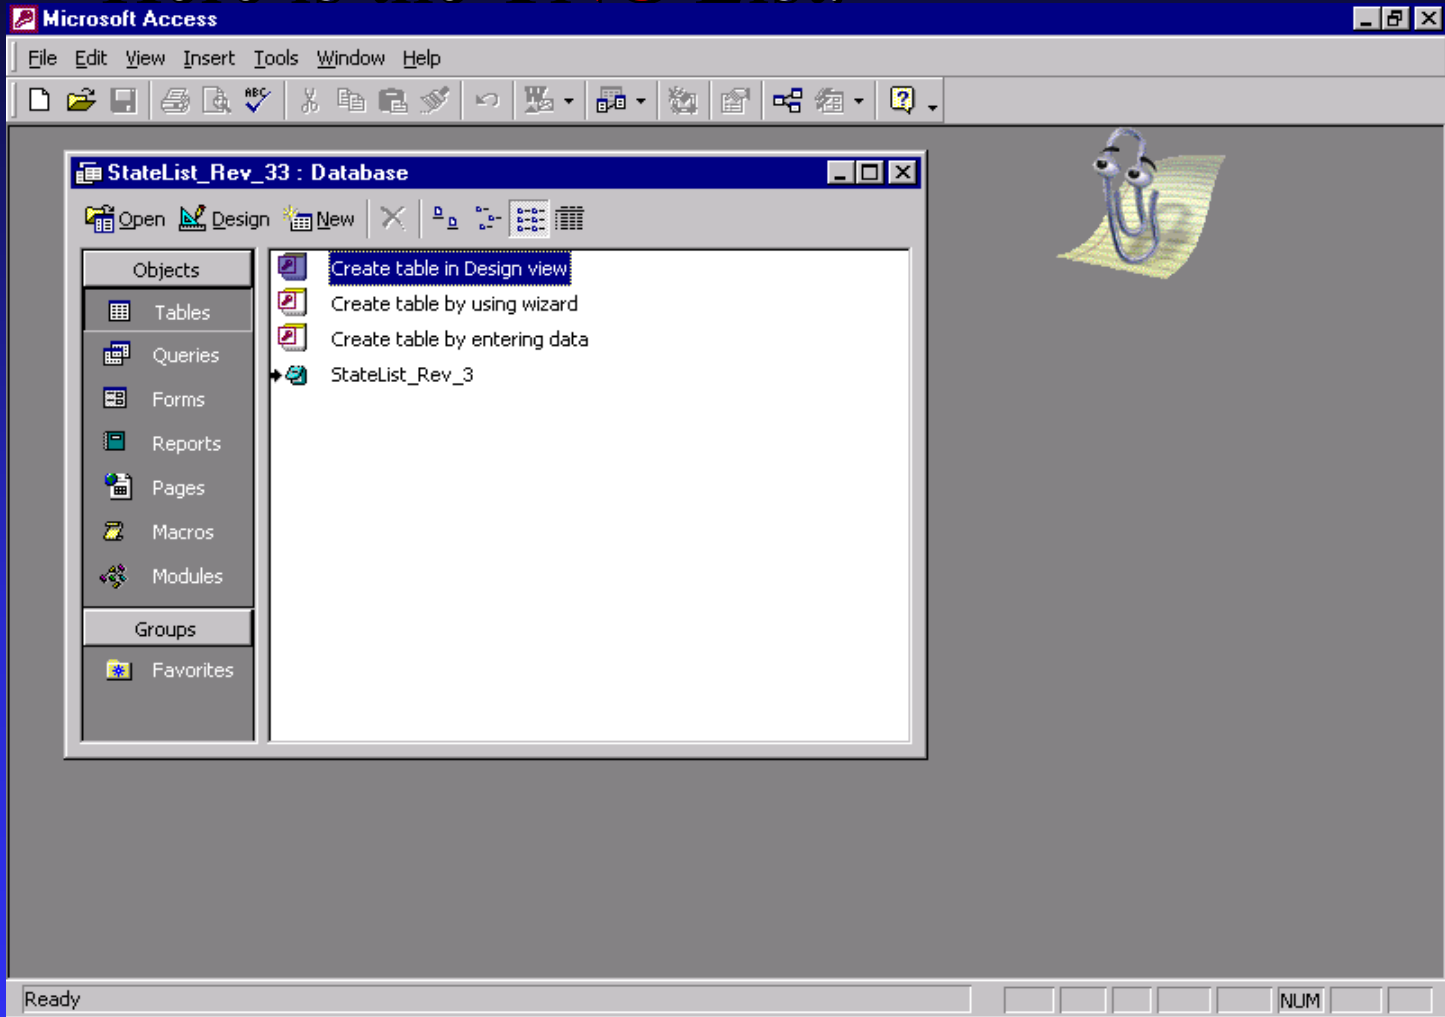 Microsoft Access
File Edit View Insert Tools Window Help
ABC
StateList_Rev_33 : Database
Open Design New
Objects
Tables
Queries
Forms
Reports
Pages
Macros
Modules
Groups
Favorites
Create table in Design view
Create table by using wizard
Create table by entering data
StateList_Rev_3
Ready
NUM